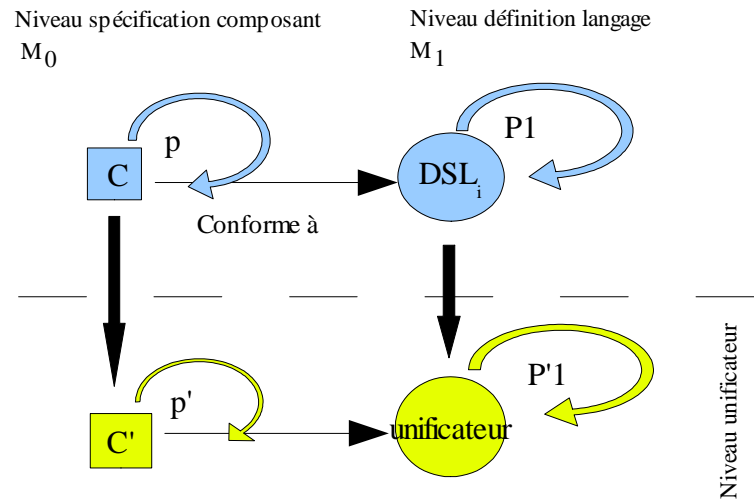 Niveau spécification composant
M0
Niveau définition langage
M1
p
P1
C
DSLi
Conforme à
p'
P'1
C'
unificateur
Niveau unificateur